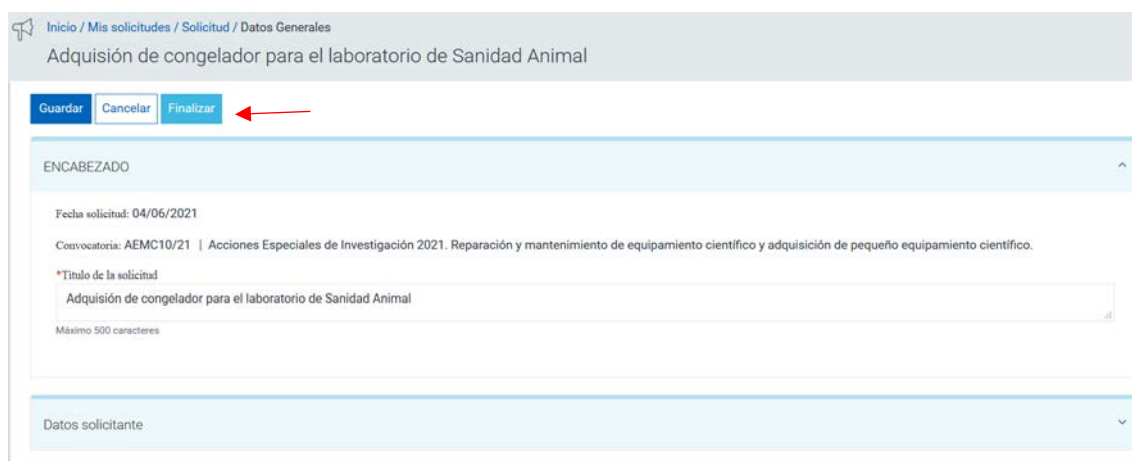 Inicio / Mis solicitudes / Solicitud / Datos Generales
Adquisión de congelador para el laboratorio de Sanidad Animal
Guardar Cancelar Finalizar
ENCABEZADO
Fecha solicitud: 04/06/2021
Convocatoria: AEMC10/21 | Acciones Especiales de Investigación 2021. Reparación y mantenimiento de equipamiento científico y adquisición de pequeño equipamiento científico.
*Titulo de la solicitud
Adquisión de congelador para el laboratorio de Sanidad Animal
Máximo 500 caracteres
Datos solicitante